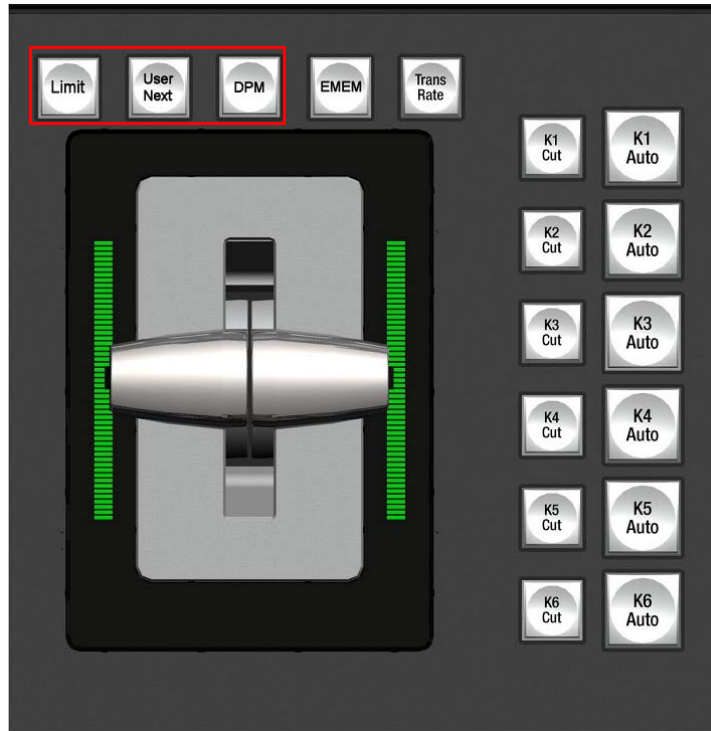 Limit
User
Next
DPM
EMEM
Trans
Rate
K1
Cut
K1
Auto
K2
Cut
K2
Auto
K3
Cut
K3
Auto
K4
Cut
K4
Auto
K5
Cut
K5
Auto
K6
Cut
K6
Auto